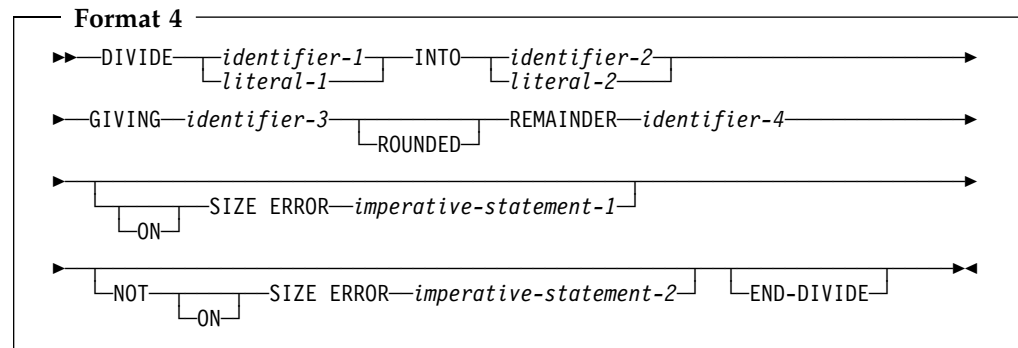 Format 4
DIVIDE identifier-1 INTO identifier-2
literal-1 literal-2
GIVING identifier-3 REMAINDER identifier-4
ROUNDED
SIZE ERROR imperative-statement-1
ON
NOT SIZE ERROR imperative-statement-2 END-DIVIDE
ON